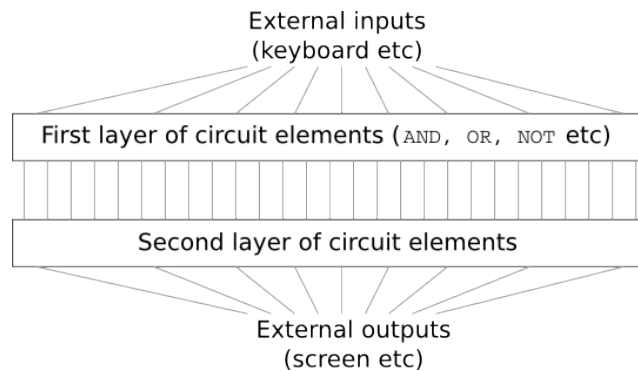 External inputs
(keyboard etc)
First layer of circuit elements (AND, OR, NOT etc)
Second layer of circuit elements
External outputs
(screen etc)